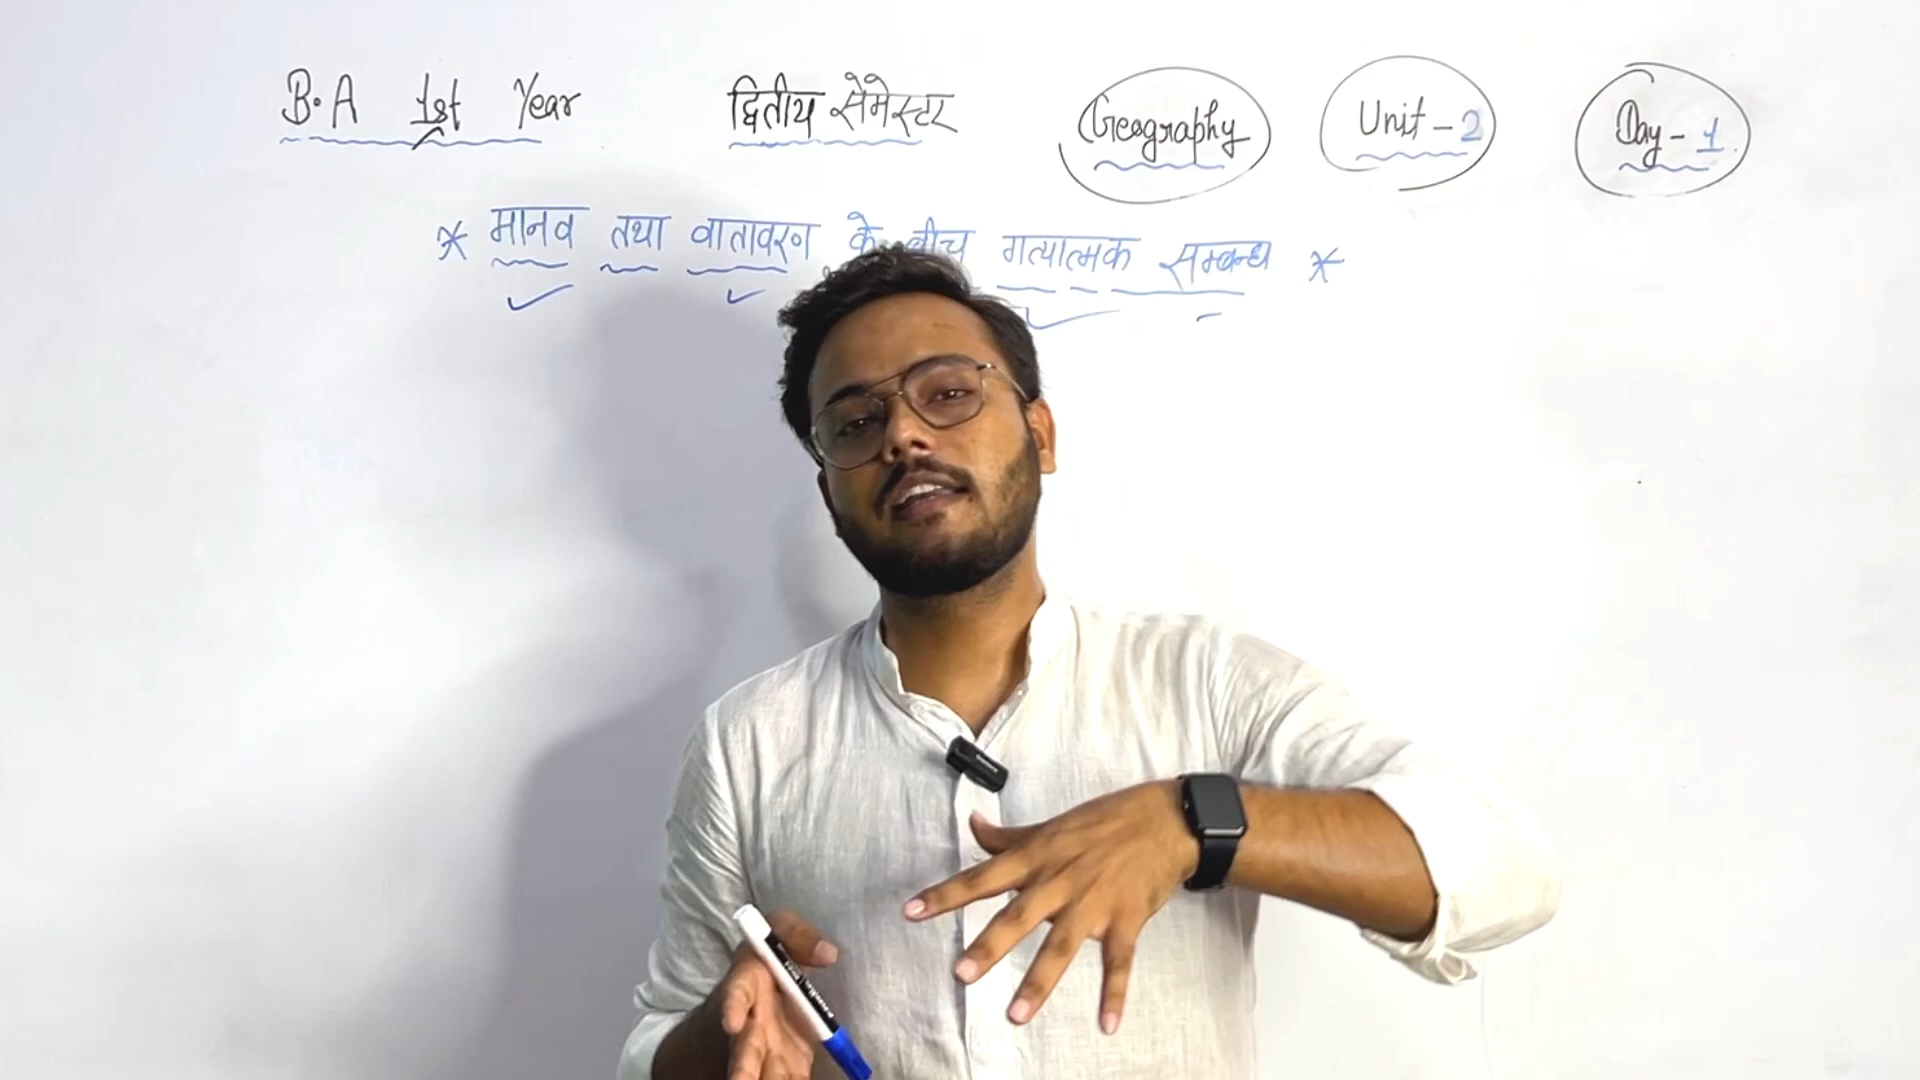 B.A 1st Year द्वितीय सेमेस्टर Geography Unit - 2 Day - 1
* मानव तथा वातावरण के बीच गत्यात्मक सम्बन्ध *